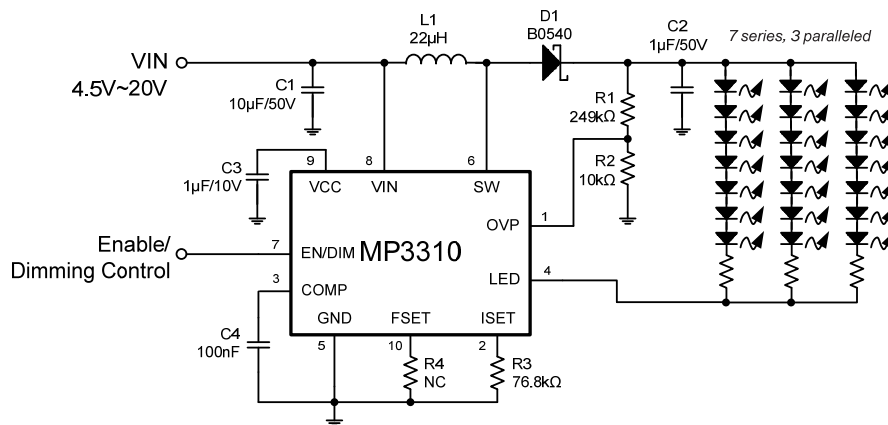 L1
22μH
D1
B0540
C2
1μF/50V
7 series, 3 paralleled
VIN
4.5V~20V
C1
10μF/50V
R1
249kΩ
R2
10kΩ
C3
1μF/10V
9
8
6
VCC
VIN
SW
1
OVP
Enable/
Dimming Control
7
EN/DIM
MP3310
LED
4
3
COMP
C4
100nF
GND
FSET
ISET
5
10
2
R4
NC
R3
76.8kΩ